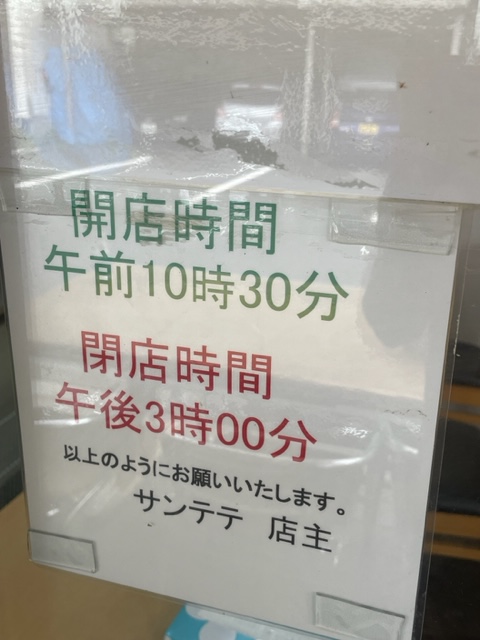 開店時間
午前10時30分
閉店時間
午後3時00分
以上のようにお願いいたします。
サンテテ 店主